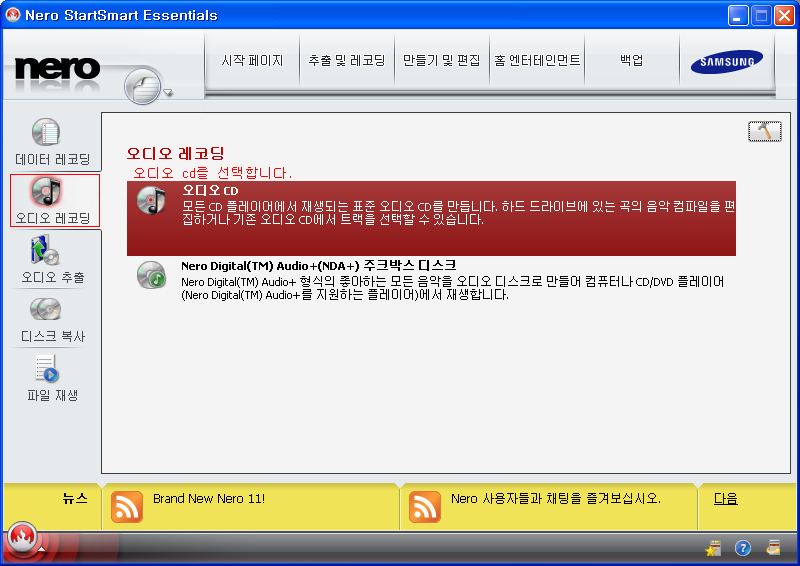 Nero StartSmart Essentials
nero
시작 페이지
추출 및 레코딩
만들기 및 편집
홈 엔터테인먼트
백업
SAMSUNG
데이터 레코딩
오디오 레코딩
오디오 추출
디스크 복사
파일 재생
오디오 레코딩
오디오 cd를 선택합니다.
오디오 CD
모든 CD 플레이어에서 재생되는 표준 오디오 CD를 만듭니다. 하드 드라이브에 있는 곡의 음악 컴파일을 편
집하거나 기존 오디오 CD에서 트랙을 선택할 수 있습니다.
Nero Digital(TM) Audio+(NDA+) 주크박스 디스크
Nero Digital(TM) Audio+ 형식의 좋아하는 모든 음악을 오디오 디스크로 만들어 컴퓨터나 CD/DVD 플레이어
(Nero Digital(TM) Audio+를 지원하는 플레이어)에서 재생합니다.
뉴스
Brand New Nero 11!
Nero 사용자들과 채팅을 즐겨보십시오.
다음